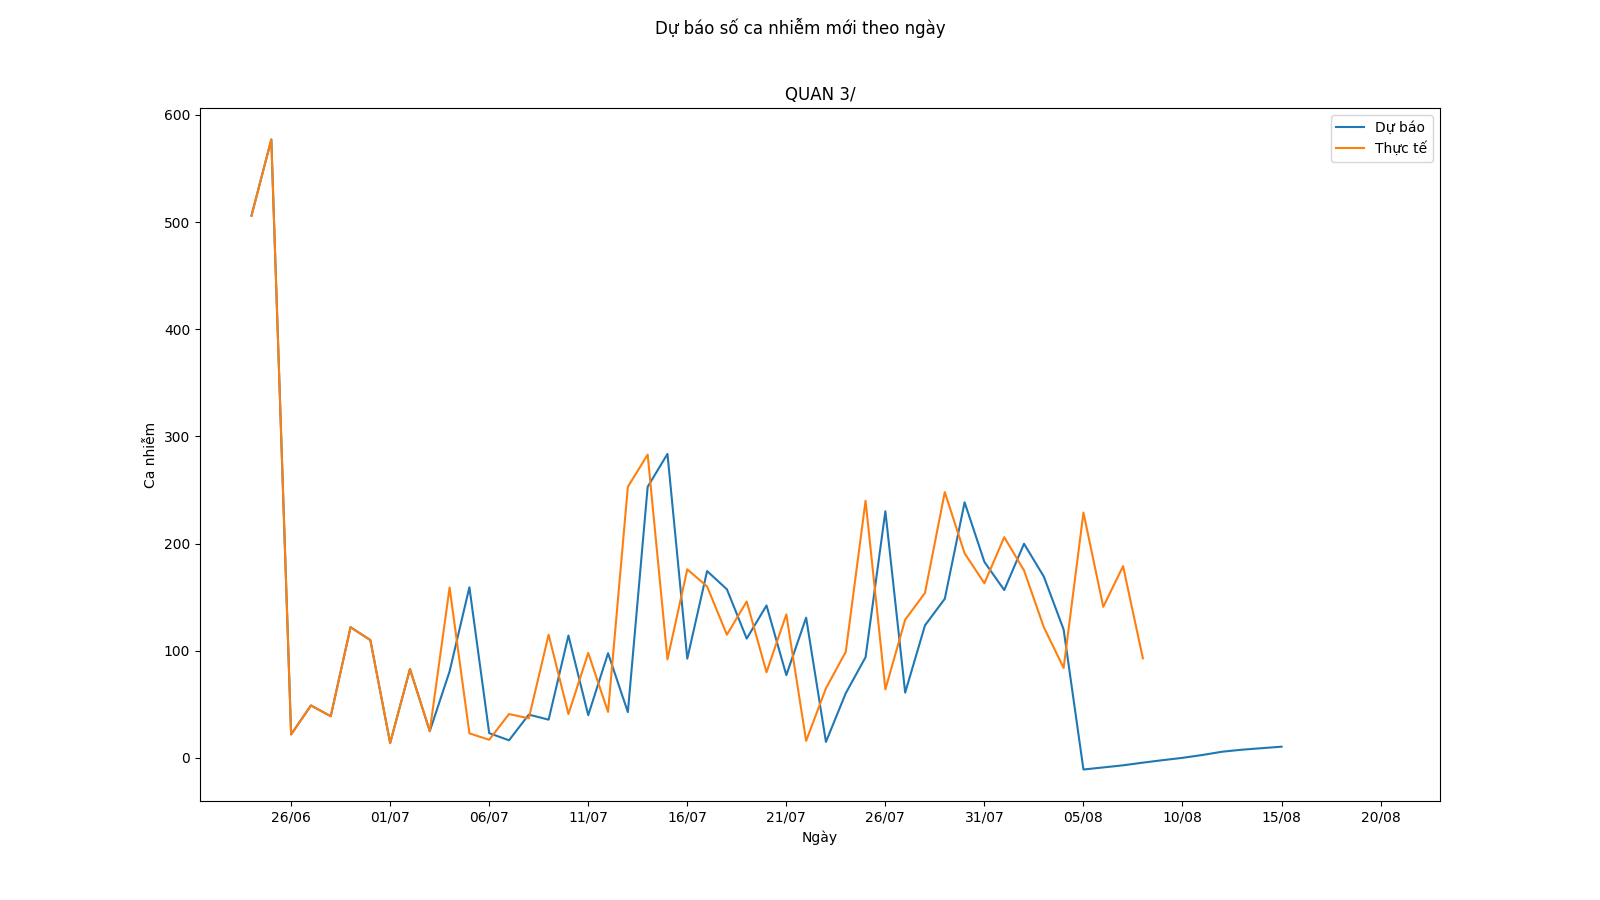 Dự báo số ca nhiễm mới theo ngày
QUAN 3/
Dự báo
Thực tế
600
500
400
300
200
100
0
Ca nhiễm
26/06 01/07 06/07 11/07 16/07 21/07 26/07 31/07 05/08 10/08 15/08 20/08
Ngày